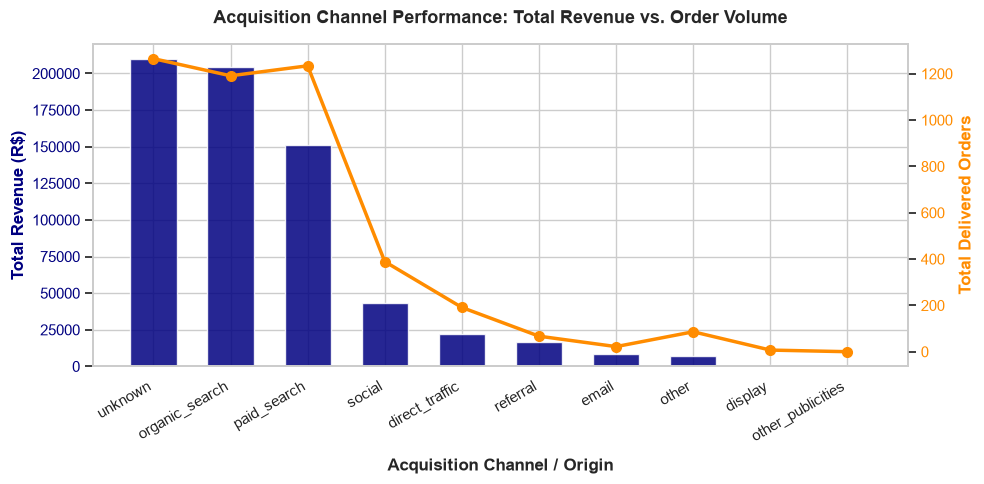 Acquisition Channel Performance: Total Revenue vs. Order Volume
Total Revenue (R$)
200000
175000
150000
125000
100000
75000
50000
25000
0
Total Delivered Orders
1200
1000
800
600
400
200
0
unknown
organic_search
paid_search
social
direct_traffic
referral
email
other
display
other_publicities
Acquisition Channel / Origin